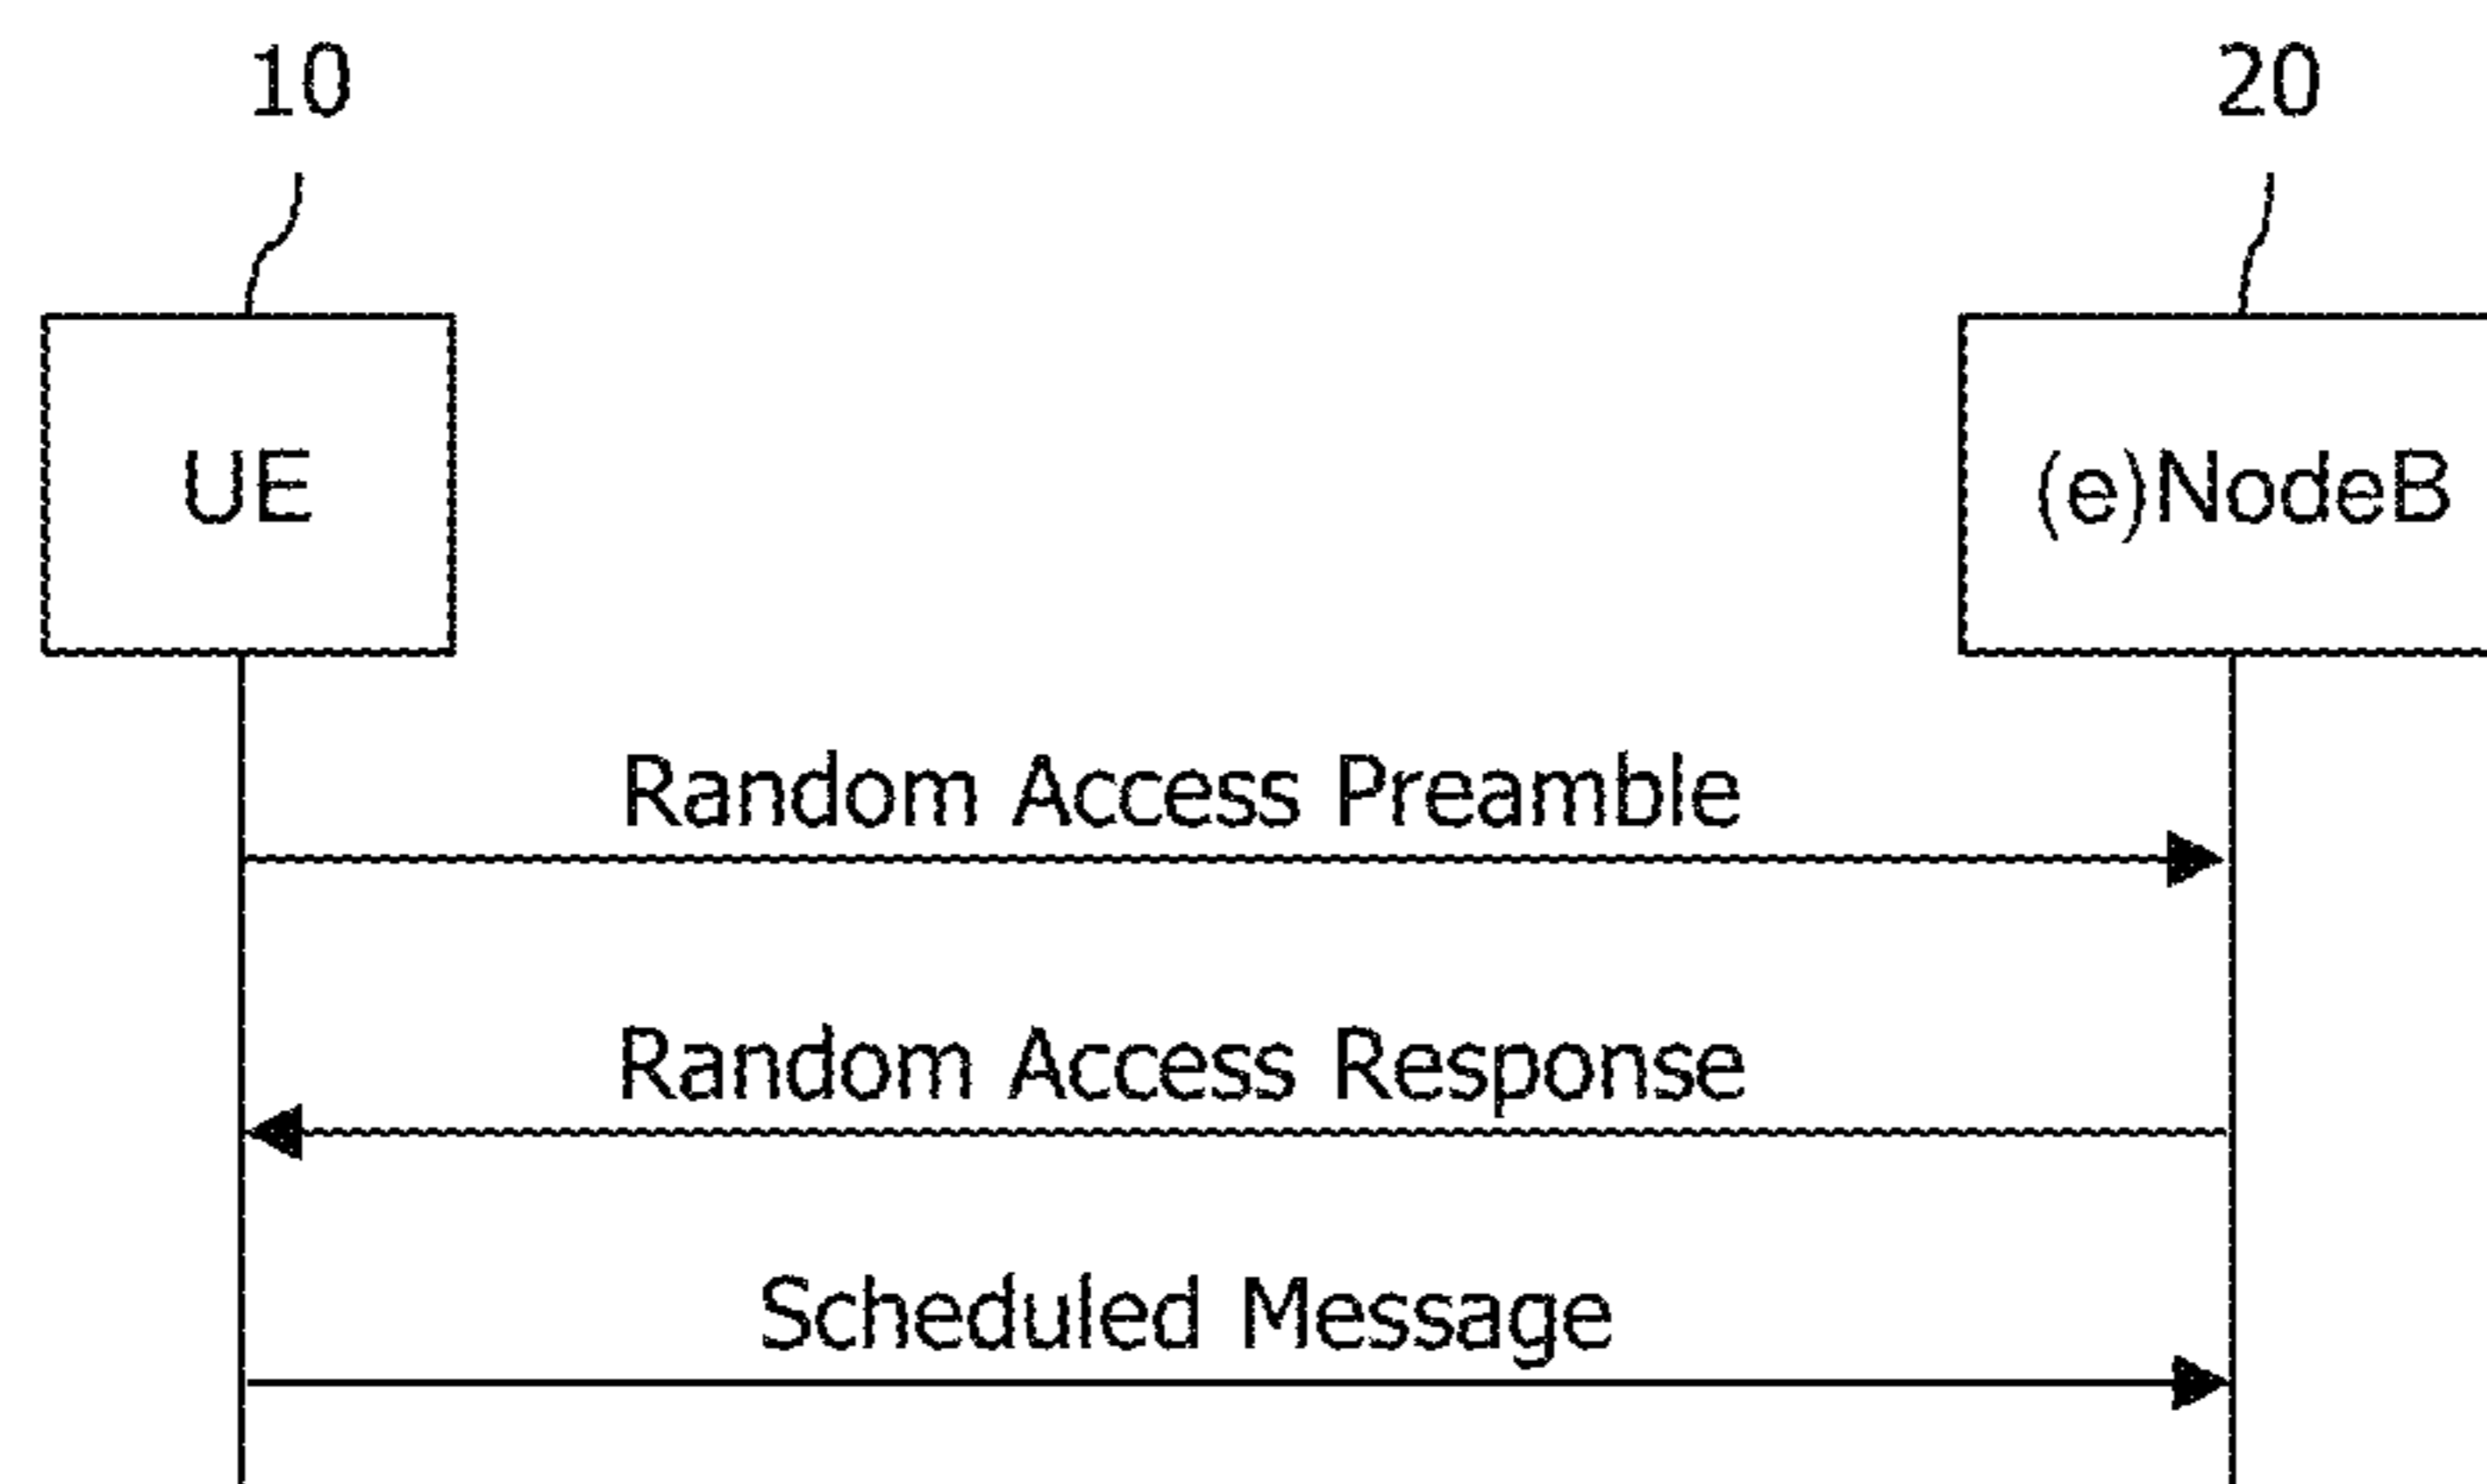 10
20
UE
(e)NodeB
Random Access Preamble
Random Access Response
Scheduled Message